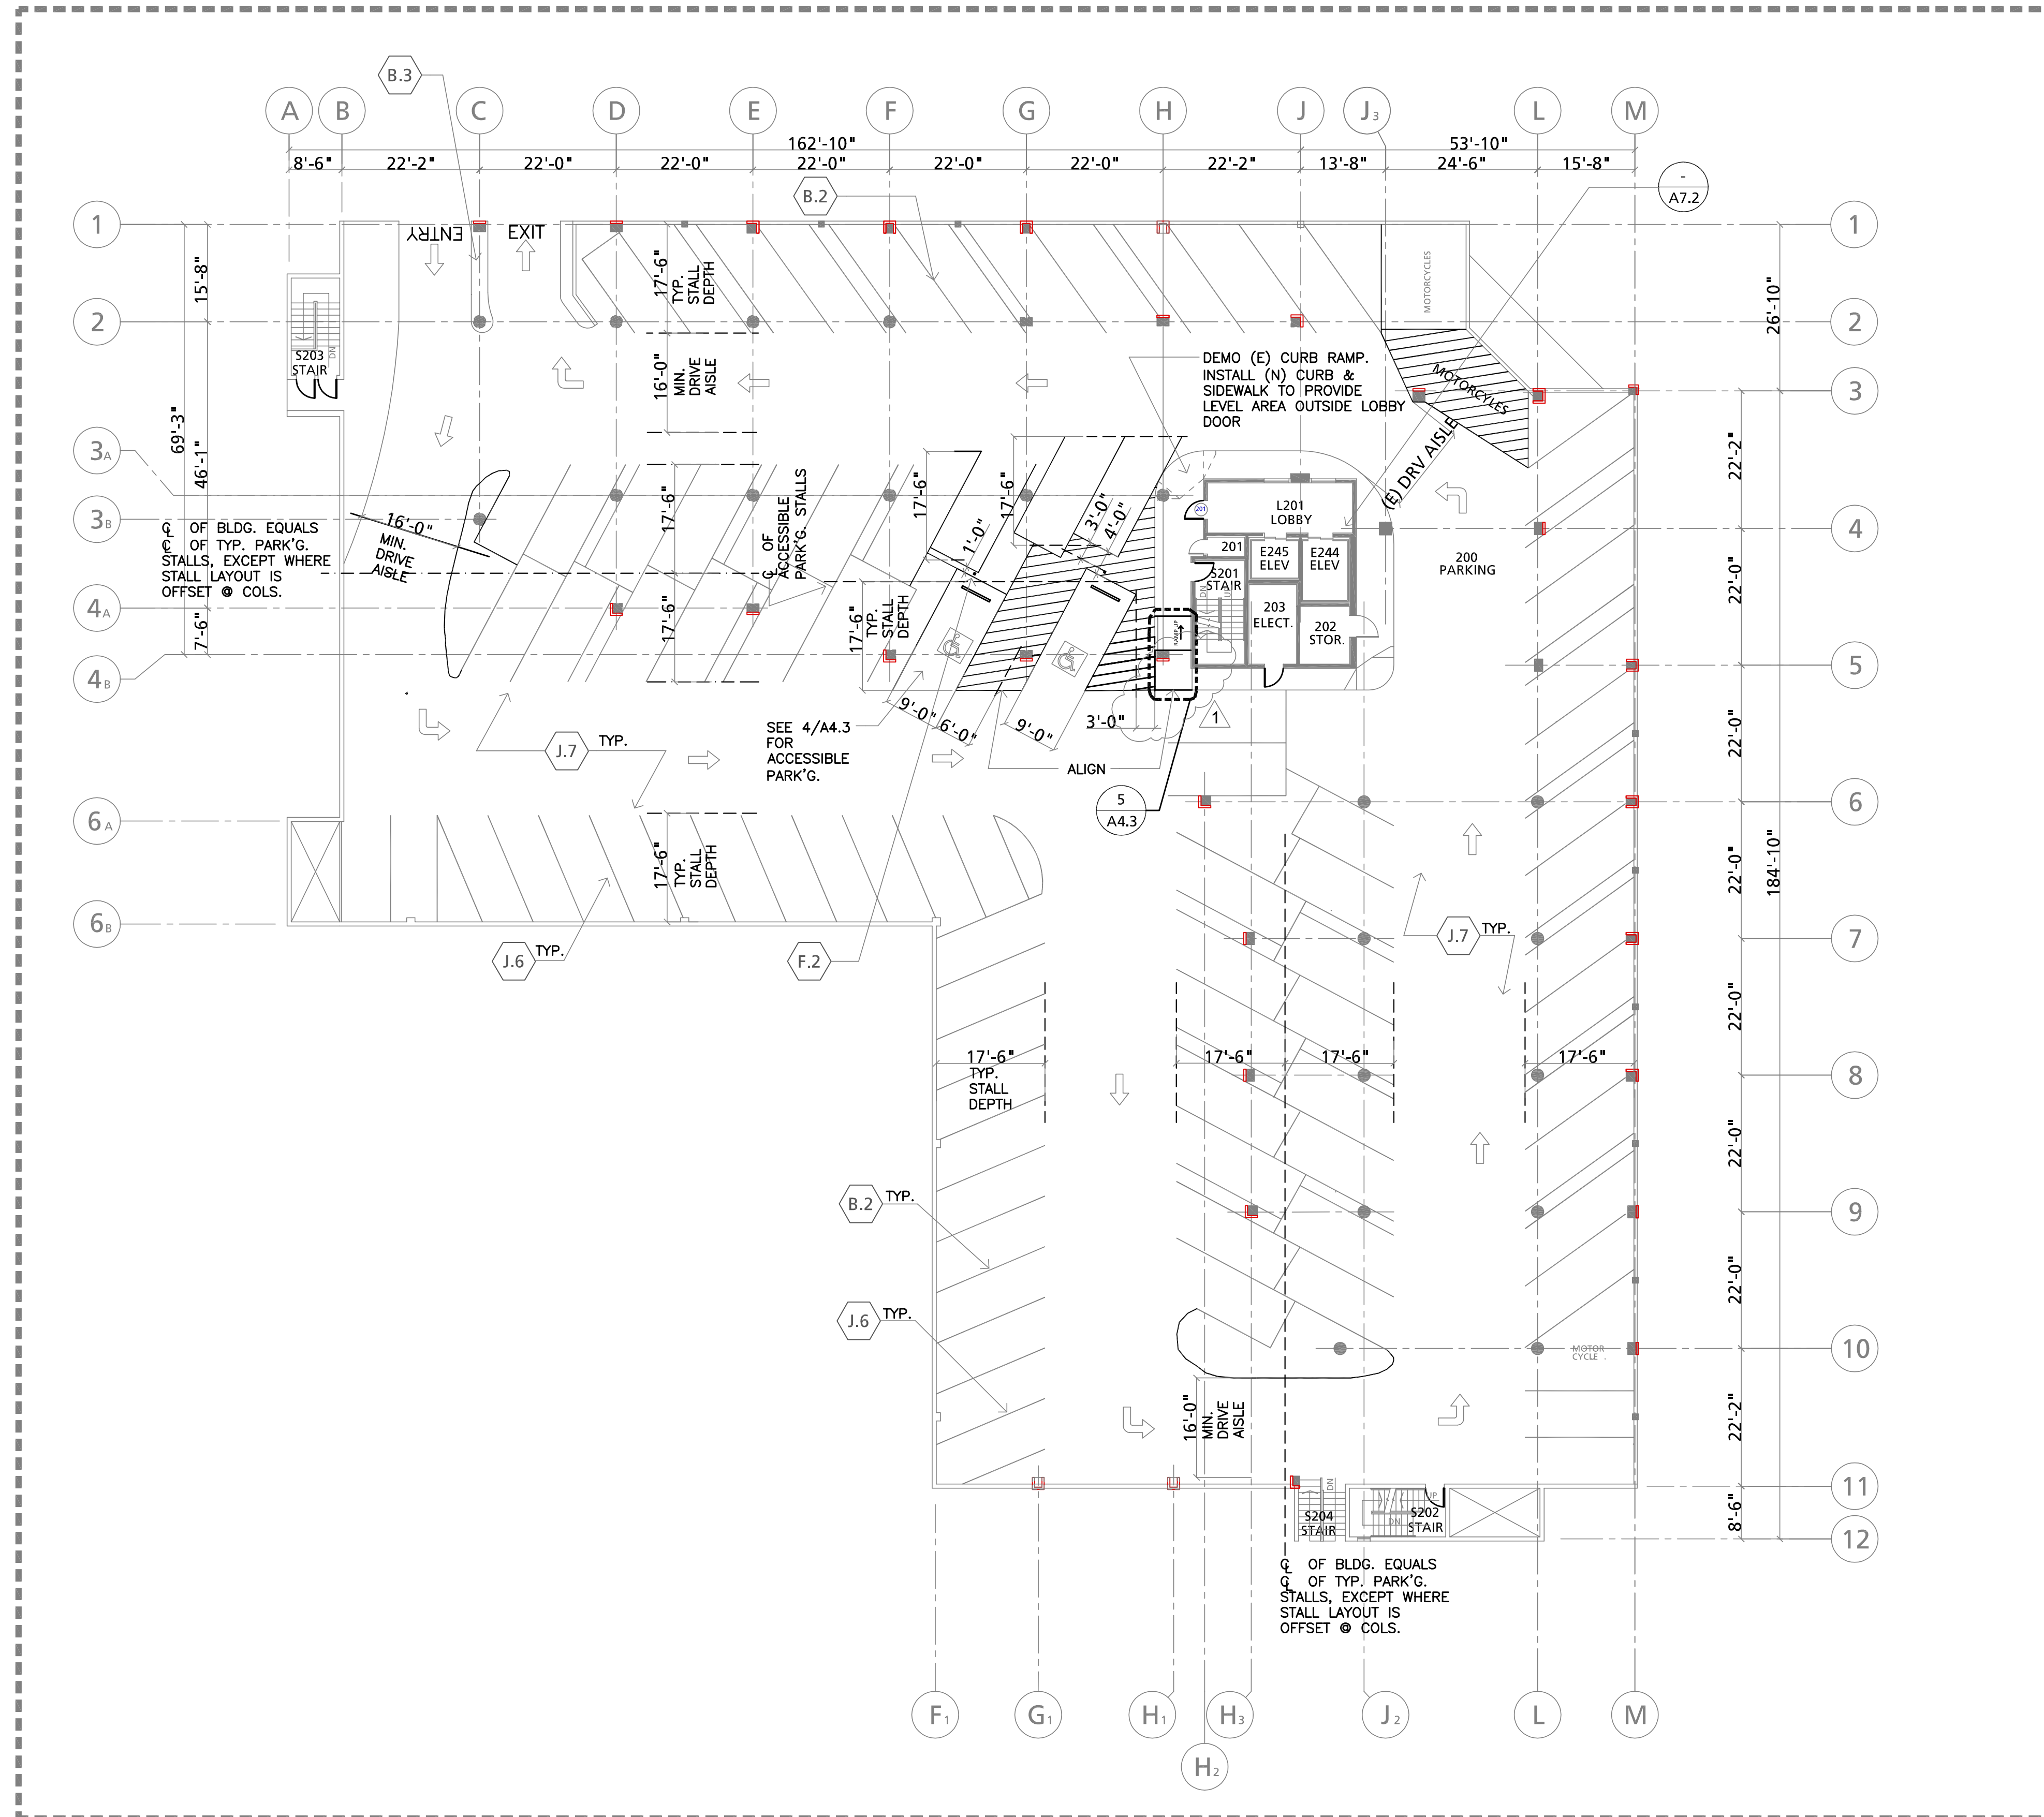 B.3
A
B
C
D
E
F
G
H
J
J3
L
M
162'-10"
53'-10"
8'-6"
22'-2"
22'-0"
22'-0"
22'-0"
22'-0"
22'-0"
22'-2"
13'-8"
24'-6"
15'-8"
B.2
-
A7.2
1
ENTRY
EXIT
1
15'-8"
17'-6"
TYP.
STALL
DEPTH
MOTORCYCLES
26'-10"
2
2
S203
STAIR
DN
16'-0"
MIN.
DRIVE
AISLE
DEMO (E) CURB RAMP.
INSTALL (N) CURB &
SIDEWALK TO PROVIDE
LEVEL AREA OUTSIDE LOBBY
DOOR
MOTORCYLES
3
69'-3"
46'-1"
3A
(E) DRV AISLE
22'-2"
3B
16'-0"
MIN.
DRIVE
AISLE
17'-6"
17'-6"
℄ OF
ACCESSIBLE
PARK'G. STALLS
17'-6"
17'-6"
1'-0"
3'-0"
4'-0"
201
L201
LOBBY
4
℄ OF BLDG. EQUALS
℄ OF TYP. PARK'G.
STALLS, EXCEPT WHERE
STALL LAYOUT IS
OFFSET @ COLS.
201
E245
ELEV
E244
ELEV
200
PARKING
S201
STAIR
DN
UP
22'-0"
4A
7'-6"
17'-6"
TYP.
STALL
DEPTH
203
ELECT.
202
STOR.
RAMP UP
4B
5
9'-0"
6'-0"
9'-0"
3'-0"
1
SEE 4/A4.3
FOR
ACCESSIBLE
PARK'G.
J.7
TYP.
ALIGN
22'-0"
5
A4.3
6
6A
17'-6"
TYP.
STALL
DEPTH
22'-0"
184'-10"
6B
J.6
TYP.
F.2
J.7
TYP.
7
22'-0"
17'-6"
TYP.
STALL
DEPTH
17'-6"
17'-6"
17'-6"
8
22'-0"
B.2
TYP.
9
22'-0"
J.6
TYP.
MOTOR
CYCLE .
10
16'-0"
MIN.
DRIVE
AISLE
22'-2"
DN
11
S204
STAIR
DN
UP
S202
STAIR
8'-6"
12
℄ OF BLDG. EQUALS
℄ OF TYP. PARK'G.
STALLS, EXCEPT WHERE
STALL LAYOUT IS
OFFSET @ COLS.
F1
G1
H1
H3
J2
L
M
H2